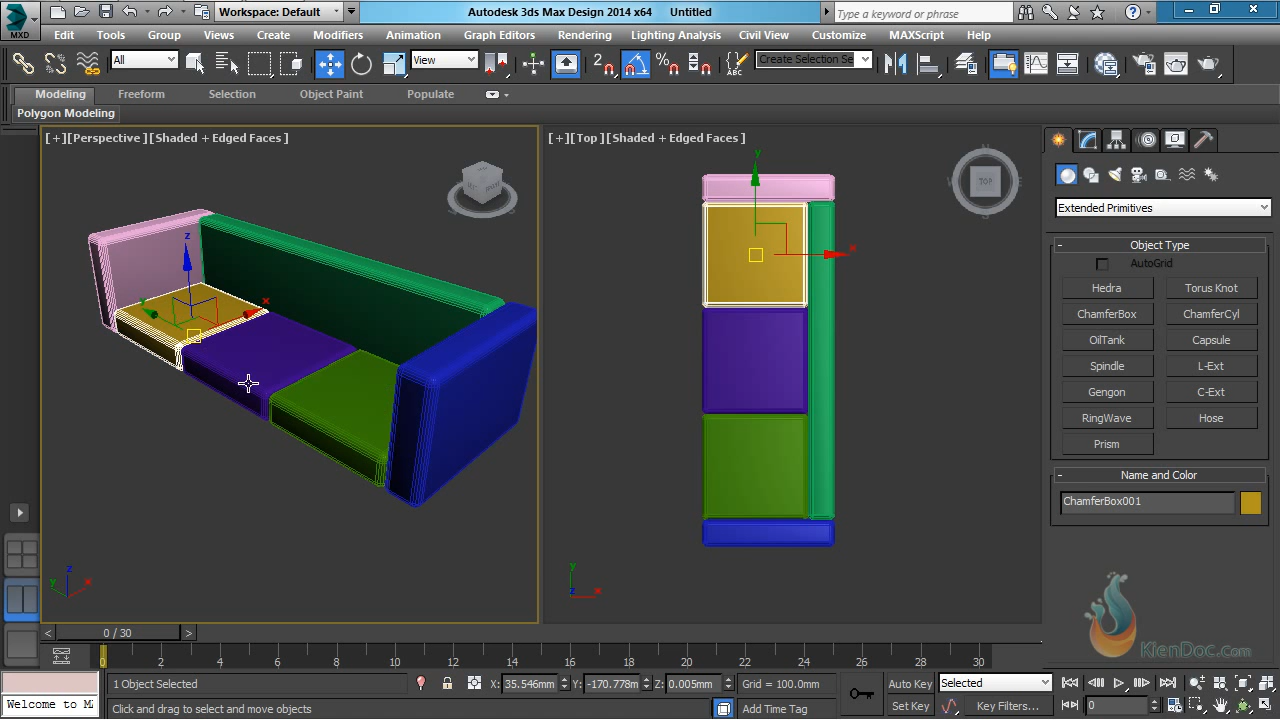 MXD
Workspace: Default
Autodesk 3ds Max Design 2014 x64 Untitled
Type a keyword or phrase
Edit Tools Group Views Create Modifiers Animation Graph Editors Rendering Lighting Analysis Civil View Customize MAXScript Help
All View Create Selection Se
Modeling Freeform Selection Object Paint Populate
Polygon Modeling
[+][Perspective][Shaded + Edged Faces]
[+][Top][Shaded + Edged Faces]
TOP
z
y
x
y
x
Extended Primitives
- Object Type
AutoGrid
Hedra Torus Knot
ChamferBox ChamferCyl
OilTank Capsule
Spindle L-Ext
Gengon C-Ext
RingWave Hose
Prism
- Name and Color
ChamferBox001
z
y x
y
z x
KienDoc.com
< 0 / 30 >
0 2 4 6 8 10 12 14 16 18 20 22 24 26 28 30
1 Object Selected X: 35.546mm Y: -170.778m Z: 0.005mm Grid = 100.0mm Auto Key Selected
Welcome to MA Click and drag to select and move objects Add Time Tag Set Key Key Filters... 0